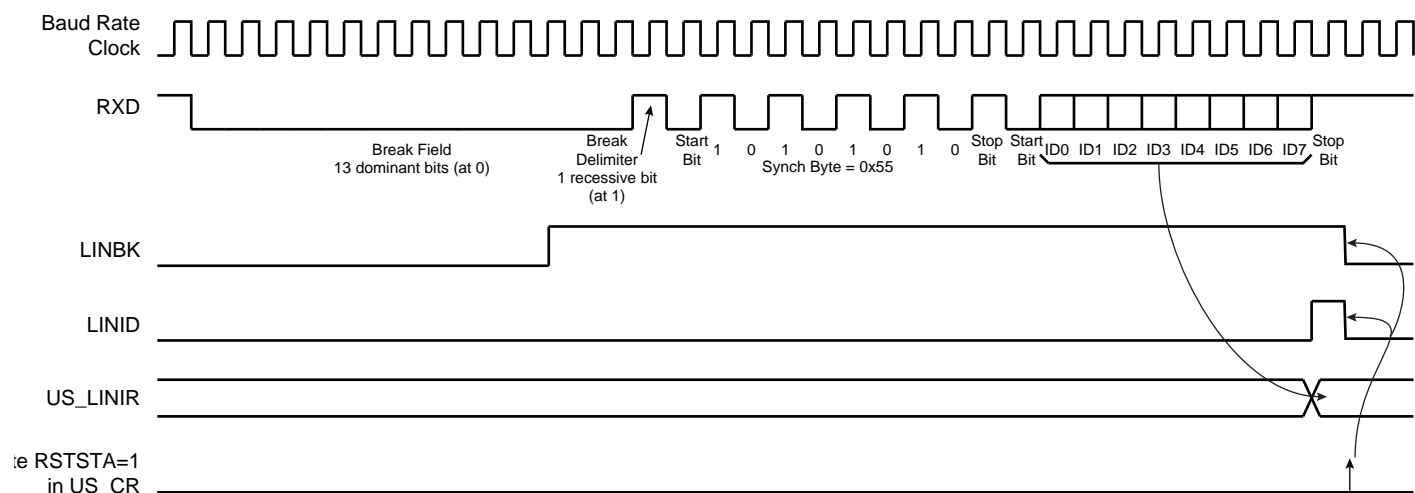 Baud Rate
Clock
RXD
Break Field
13 dominant bits (at 0)
Break
Delimiter
1 recessive bit
(at 1)
Start
Bit
1 0 1 0 1 0 1 0
Synch Byte = 0x55
Stop
Bit
Start
Bit
ID0 ID1 ID2 ID3 ID4 ID5 ID6 ID7
Stop
Bit
LINBK
LINID
US_LINIR
te RSTSTA=1
in US_CR